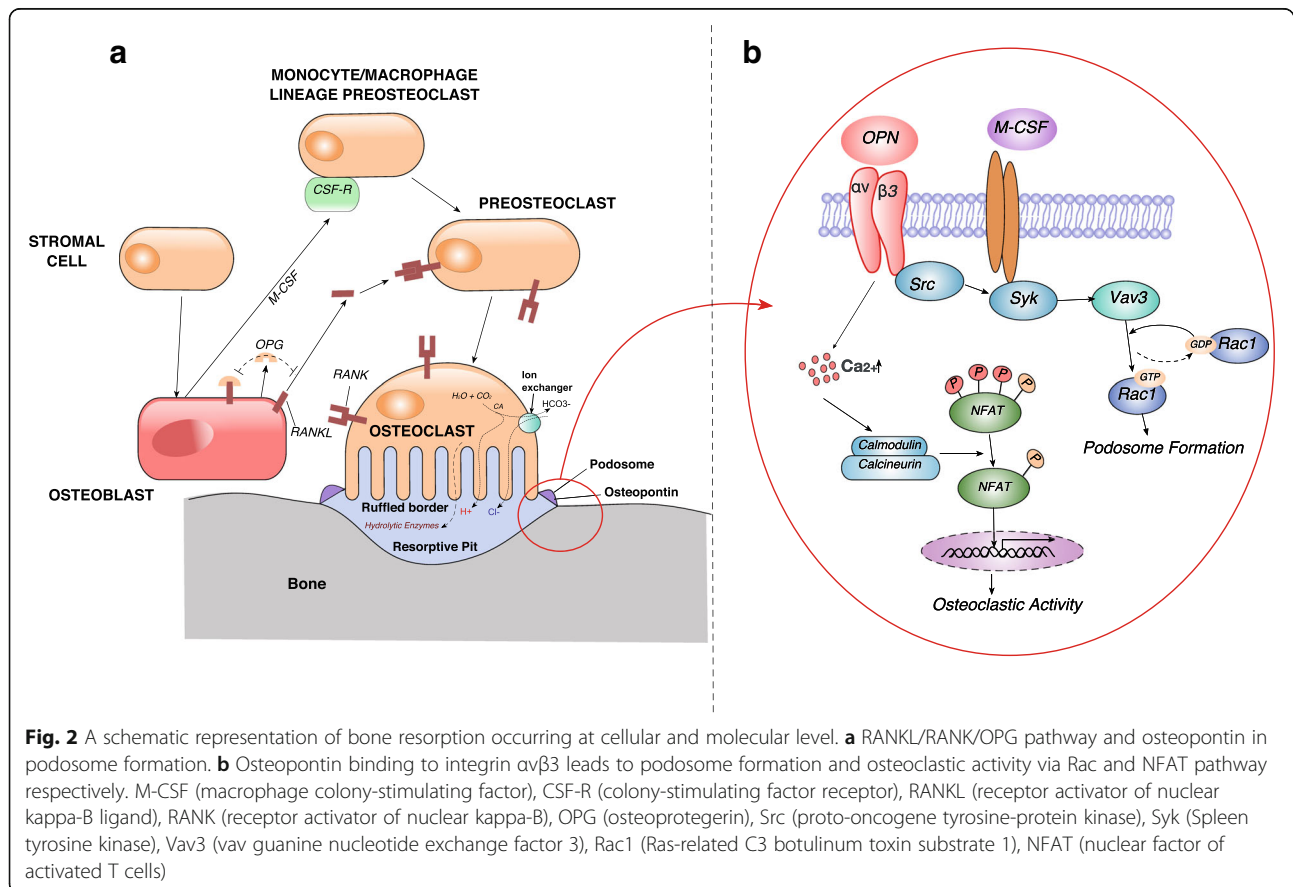 a
MONOCYTE/MACROPHAGE
LINEAGE PREOSTEOCLAST
CSF-R
PREOSTEOCLAST
STROMAL
CELL
M-CSF
OPG
RANKL
OSTEOBLAST
RANK
H₂O + CO₂
CA
Ion
exchanger
HCO3-
OSTEOCLAST
Podosome
Osteopontin
Ruffled border
Hydrolytic Enzymes
H+
Cl-
Resorptive Pit
Bone
b
OPN
M-CSF
αv
β3
Src
Syk
Vav3
GDP
Rac1
GTP
Rac1
Podosome Formation
Ca2+
P
P
P
P
NFAT
Calmodulin
Calcineurin
P
NFAT
Osteoclastic Activity
Fig. 2 A schematic representation of bone resorption occurring at cellular and molecular level. a RANKL/RANK/OPG pathway and osteopontin in
podosome formation. b Osteopontin binding to integrin αvβ3 leads to podosome formation and osteoclastic activity via Rac and NFAT pathway
respectively. M-CSF (macrophage colony-stimulating factor), CSF-R (colony-stimulating factor receptor), RANKL (receptor activator of nuclear
kappa-B ligand), RANK (receptor activator of nuclear kappa-B), OPG (osteoprotegerin), Src (proto-oncogene tyrosine-protein kinase), Syk (Spleen
tyrosine kinase), Vav3 (vav guanine nucleotide exchange factor 3), Rac1 (Ras-related C3 botulinum toxin substrate 1), NFAT (nuclear factor of
activated T cells)